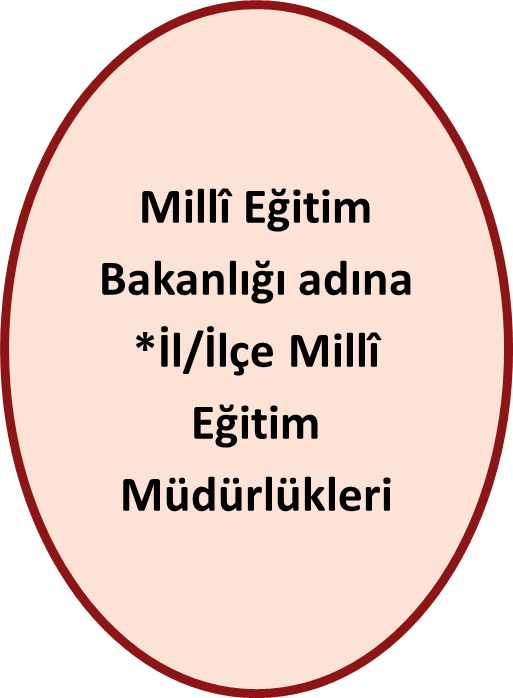 Millî Eğitim
Bakanlığı adına
*İl/İlçe Millî
Eğitim
Müdürlükleri